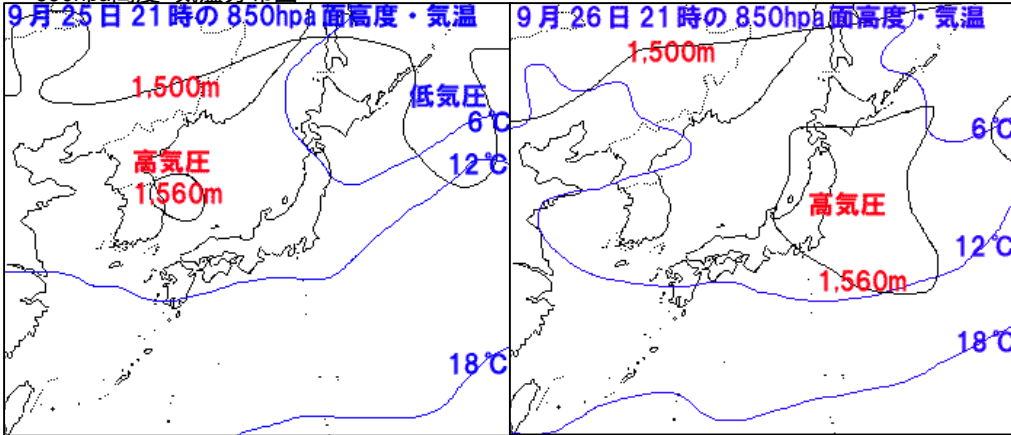 9月25日21時の850hpa面高度・気温
1,500m
低気圧
6℃
高気圧
12℃
1,560m
18℃
9月26日21時の850hpa面高度・気温
1,500m
6℃
高気圧
12℃
1,560m
18℃